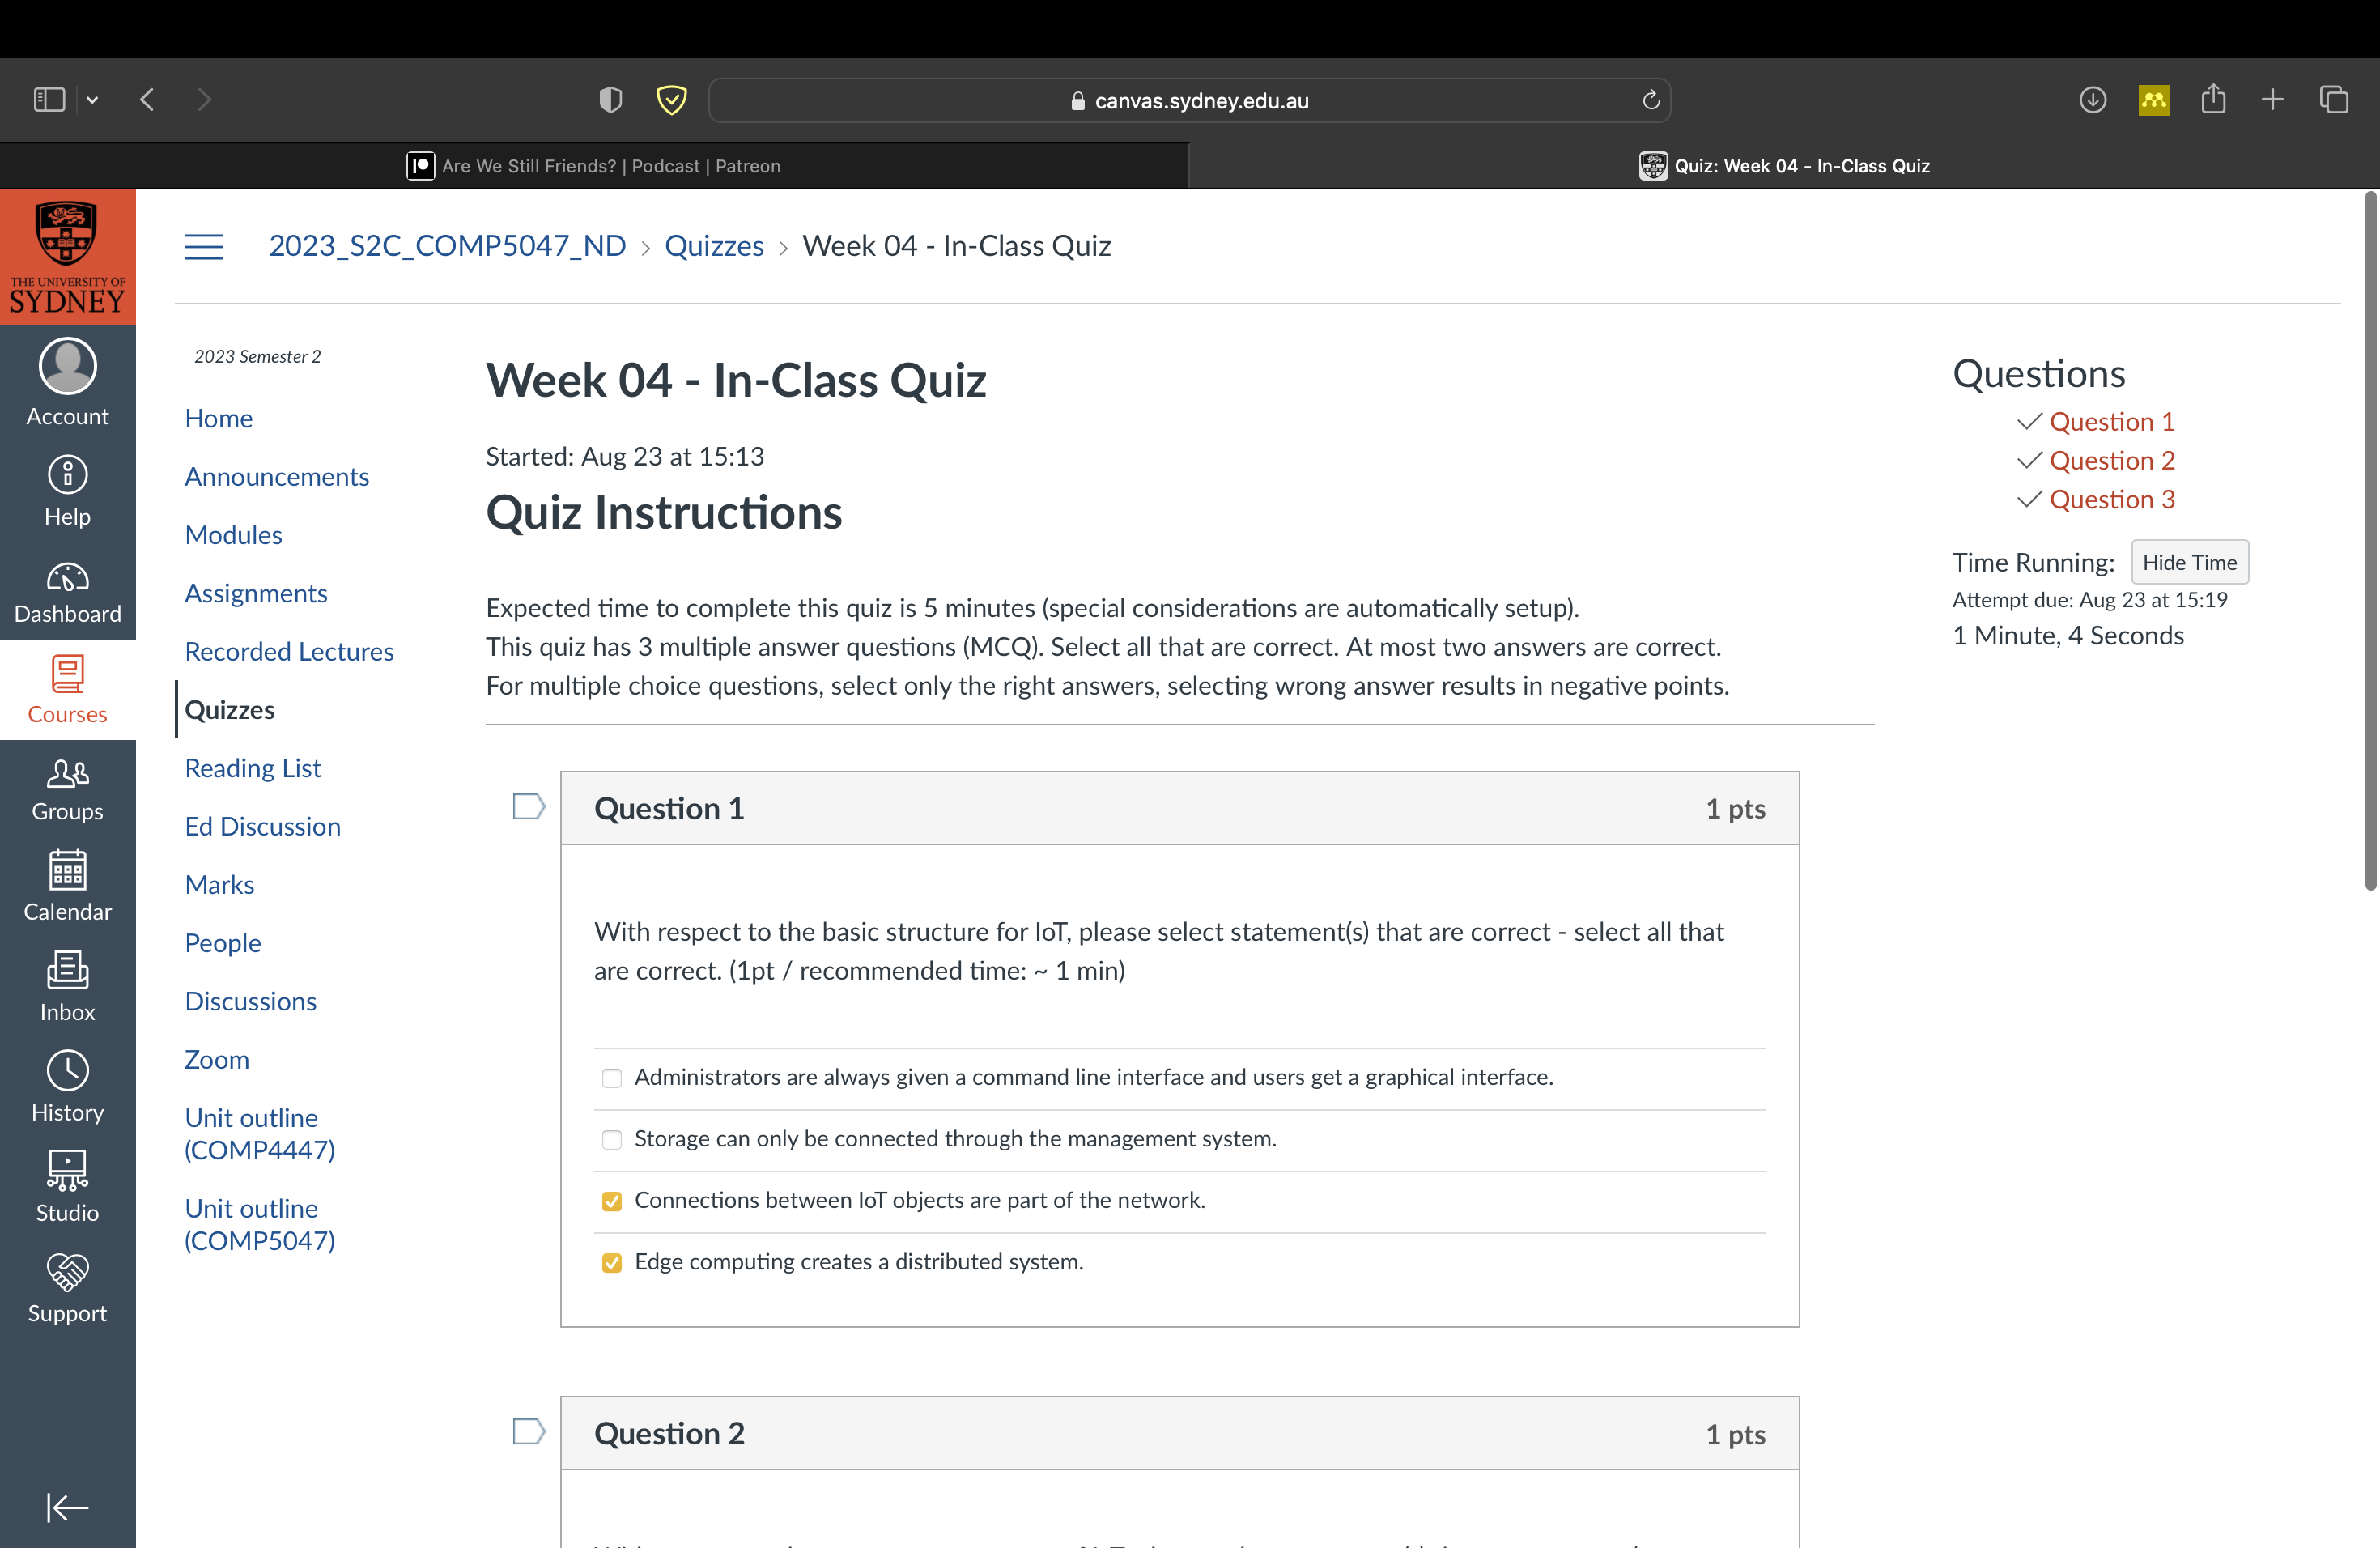 canvas.sydney.edu.au
Are We Still Friends? | Podcast | Patreon
Quiz: Week 04 - In-Class Quiz
THE UNIVERSITY OF
SYDNEY
Account
Help
Dashboard
Courses
Groups
Calendar
Inbox
History
Studio
Support
2023_S2C_COMP5047_ND > Quizzes > Week 04 - In-Class Quiz
2023 Semester 2
Home
Announcements
Modules
Assignments
Recorded Lectures
Quizzes
Reading List
Ed Discussion
Marks
People
Discussions
Zoom
Unit outline
(COMP4447)
Unit outline
(COMP5047)
Week 04 - In-Class Quiz
Started: Aug 23 at 15:13
Quiz Instructions
Expected time to complete this quiz is 5 minutes (special considerations are automatically setup).
This quiz has 3 multiple answer questions (MCQ). Select all that are correct. At most two answers are correct.
For multiple choice questions, select only the right answers, selecting wrong answer results in negative points.
Question 1 1 pts
With respect to the basic structure for IoT, please select statement(s) that are correct - select all that
are correct. (1pt / recommended time: ~ 1 min)
Administrators are always given a command line interface and users get a graphical interface.
Storage can only be connected through the management system.
Connections between IoT objects are part of the network.
Edge computing creates a distributed system.
Question 2 1 pts
Questions
Question 1
Question 2
Question 3
Time Running: Hide Time
Attempt due: Aug 23 at 15:19
1 Minute, 4 Seconds